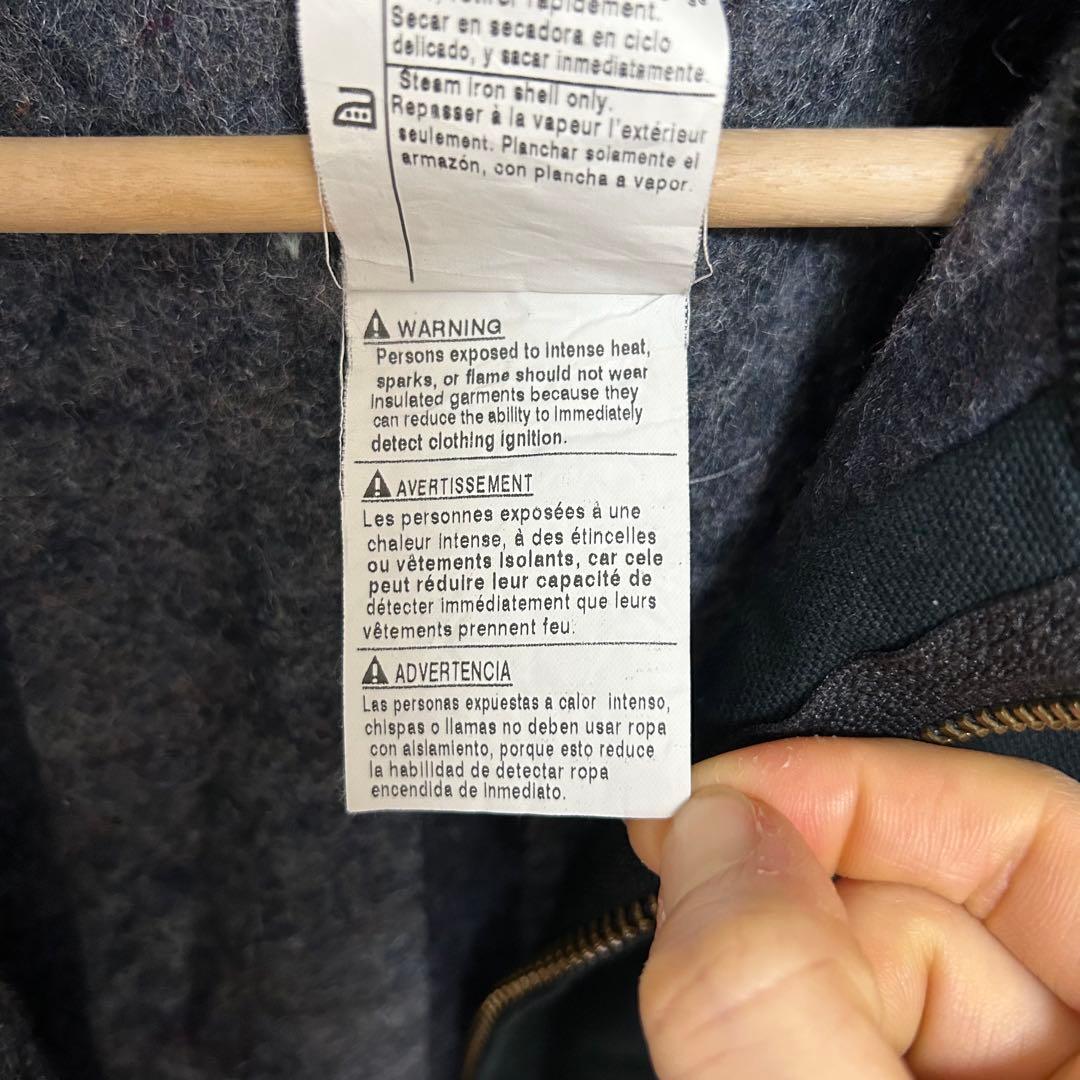 rapidement.
Secar en secadora en ciclo
delicado, y sacar inmediatamente.
Steam iron shell only.
Repasser à la vapeur l'extérieur
seulement. Planchar solamente el
armazón, con plancha a vapor.
WARNING
Persons exposed to intense heat,
sparks, or flame should not wear
insulated garments because they
can reduce the ability to immediately
detect clothing ignition.
AVERTISSEMENT
Les personnes exposées à une
chaleur intense, à des étincelles
ou vêtements isolants, car cele
peut réduire leur capacité de
détecter immédiatement que leurs
vêtements prennent feu.
ADVERTENCIA
Las personas expuestas a calor intenso,
chispas o llamas no deben usar ropa
con aislamiento, porque esto reduce
la habilidad de detectar ropa
encendida de inmediato.